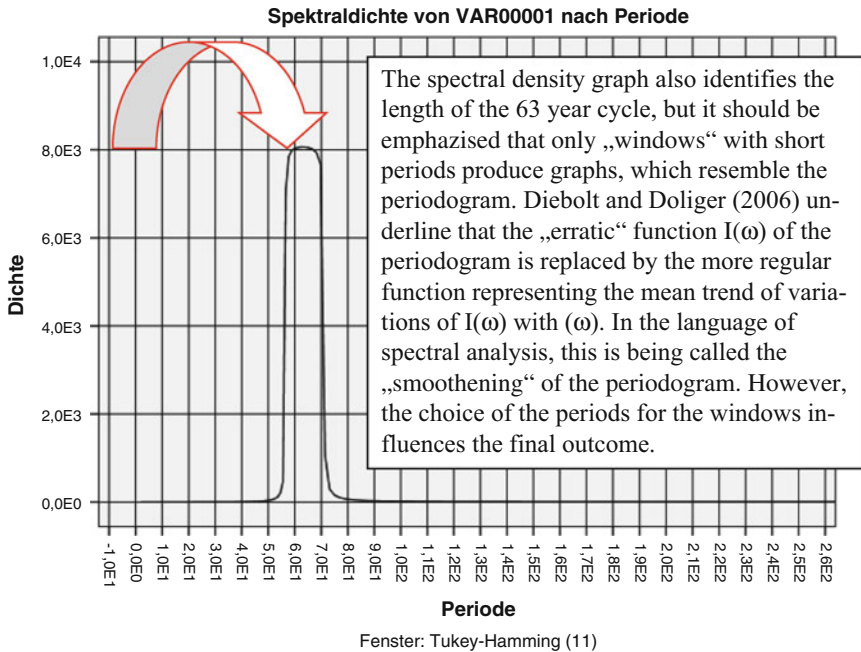 Spektraldichte von VAR00001 nach Periode
1,0E4
8,0E3
6,0E3
4,0E3
2,0E3
0,0E0
Dichte
The spectral density graph also identifies the
length of the 63 year cycle, but it should be
emphazised that only „windows“ with short
periods produce graphs, which resemble the
periodogram. Diebolt and Doliger (2006) un-
derline that the „erratic“ function I(ω) of the
periodogram is replaced by the more regular
function representing the mean trend of varia-
tions of I(ω) with (ω). In the language of
spectral analysis, this is being called the
„smoothening“ of the periodogram. However,
the choice of the periods for the windows in-
fluences the final outcome.
-1,0E1
0,0E0
1,0E1
2,0E1
3,0E1
4,0E1
5,0E1
6,0E1
7,0E1
8,0E1
9,0E1
1,0E2
1,1E2
1,2E2
1,3E2
1,4E2
1,5E2
1,6E2
1,7E2
1,8E2
1,9E2
2,0E2
2,1E2
2,2E2
2,3E2
2,4E2
2,5E2
2,6E2
Periode
Fenster: Tukey-Hamming (11)